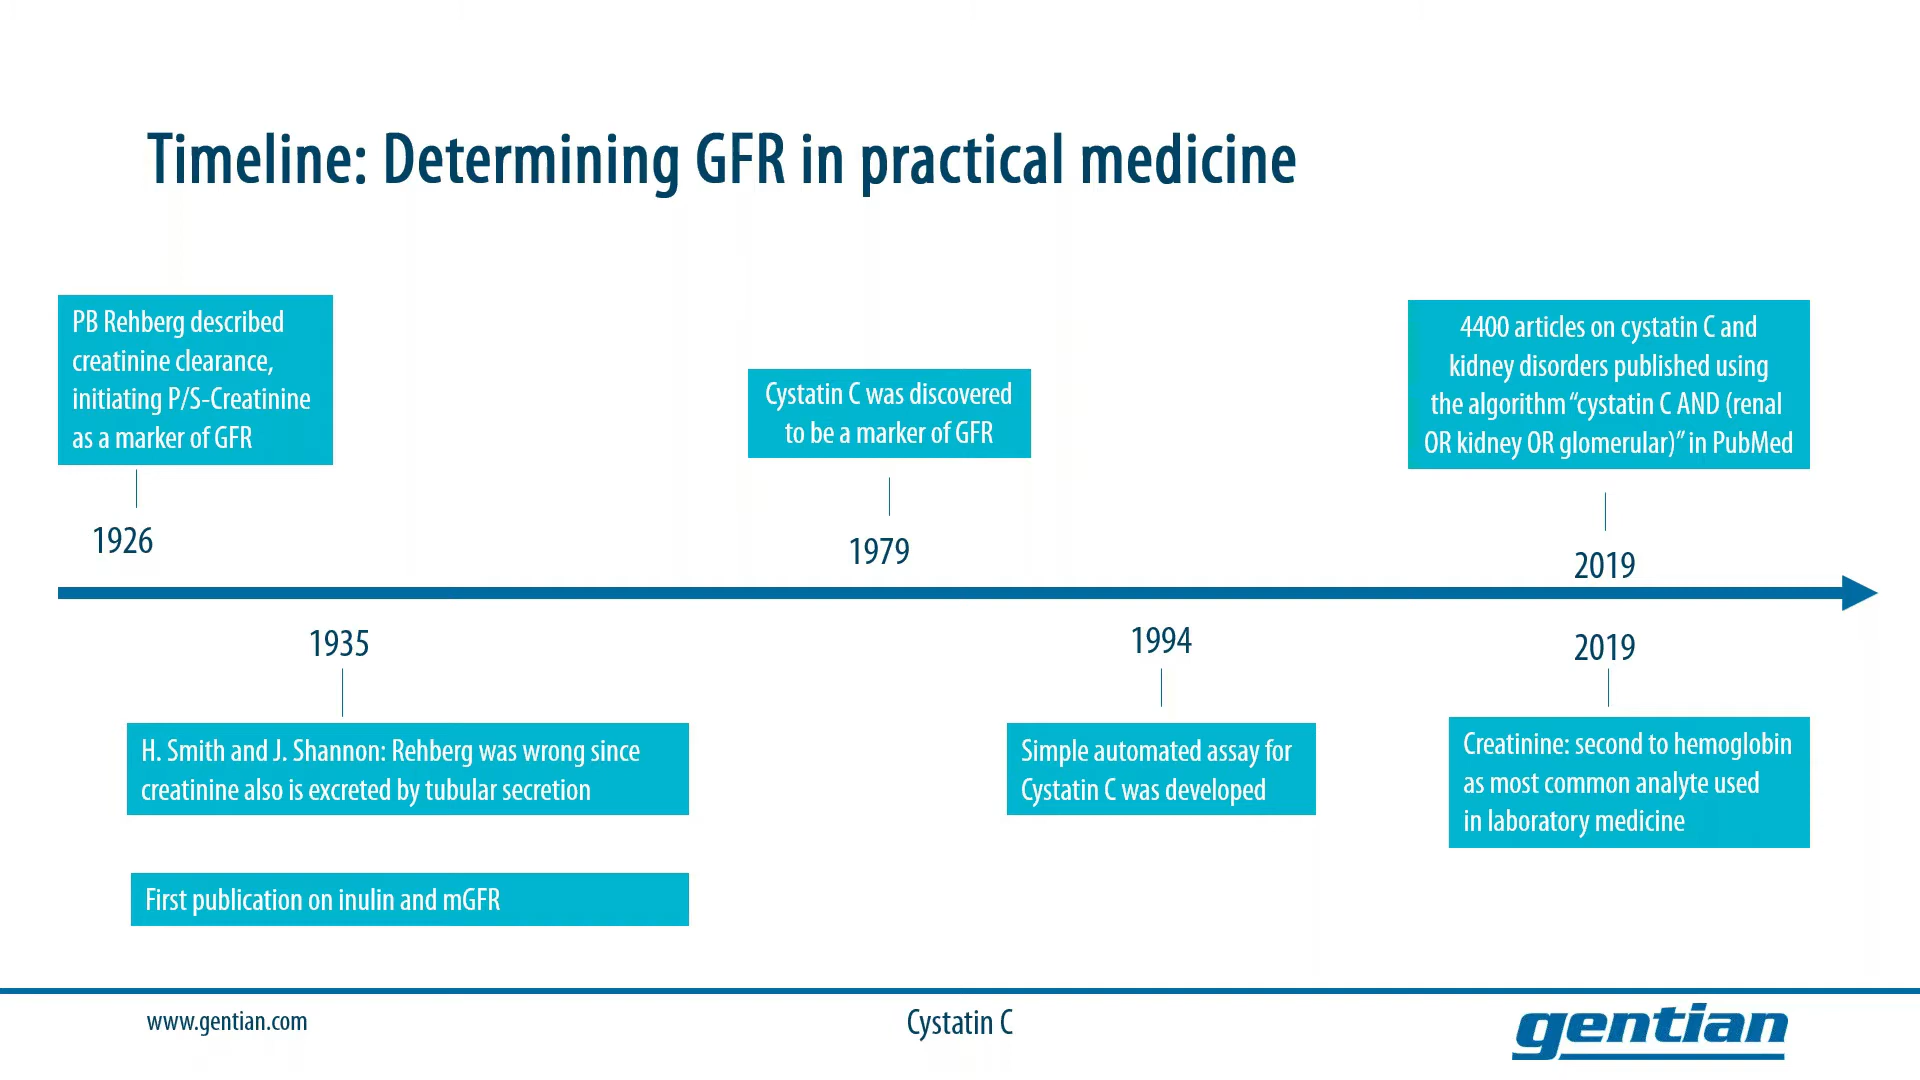 Timeline: Determining GFR in practical medicine
PB Rehberg described
creatinine clearance,
initiating P/S-Creatinine
as a marker of GFR
1926
Cystatin C was discovered
to be a marker of GFR
1979
4400 articles on cystatin C and
kidney disorders published using
the algorithm “cystatin C AND (renal
OR kidney OR glomerular)” in PubMed
2019
1935
H. Smith and J. Shannon: Rehberg was wrong since
creatinine also is excreted by tubular secretion
First publication on inulin and mGFR
1994
Simple automated assay for
Cystatin C was developed
2019
Creatinine: second to hemoglobin
as most common analyte used
in laboratory medicine
www.gentian.com
Cystatin C
gentian